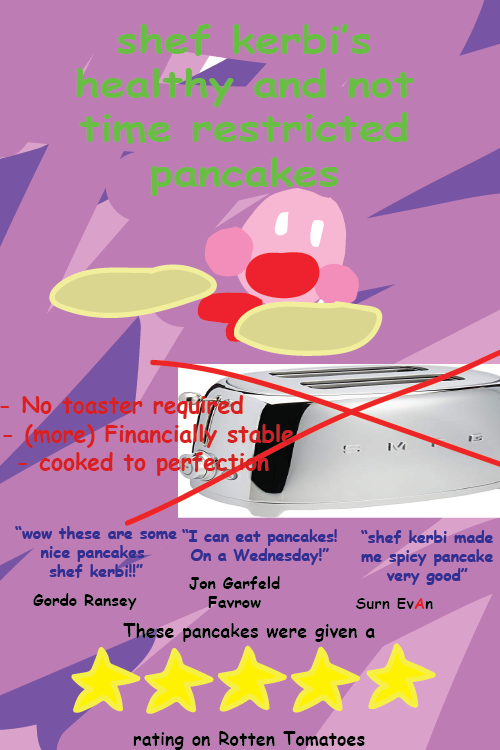 shef kerbi's
healthy and not
time restricted
pancakes
- No toaster required
- (more) Financially stable
- cooked to perfection
SMEG
"wow these are some
nice pancakes
shef kerbi!!"
Gordo Ransey
"I can eat pancakes!
On a Wednesday!"
Jon Garfeld
Favrow
"shef kerbi made
me spicy pancake
very good"
Surn EvAn
These pancakes were given a
rating on Rotten Tomatoes